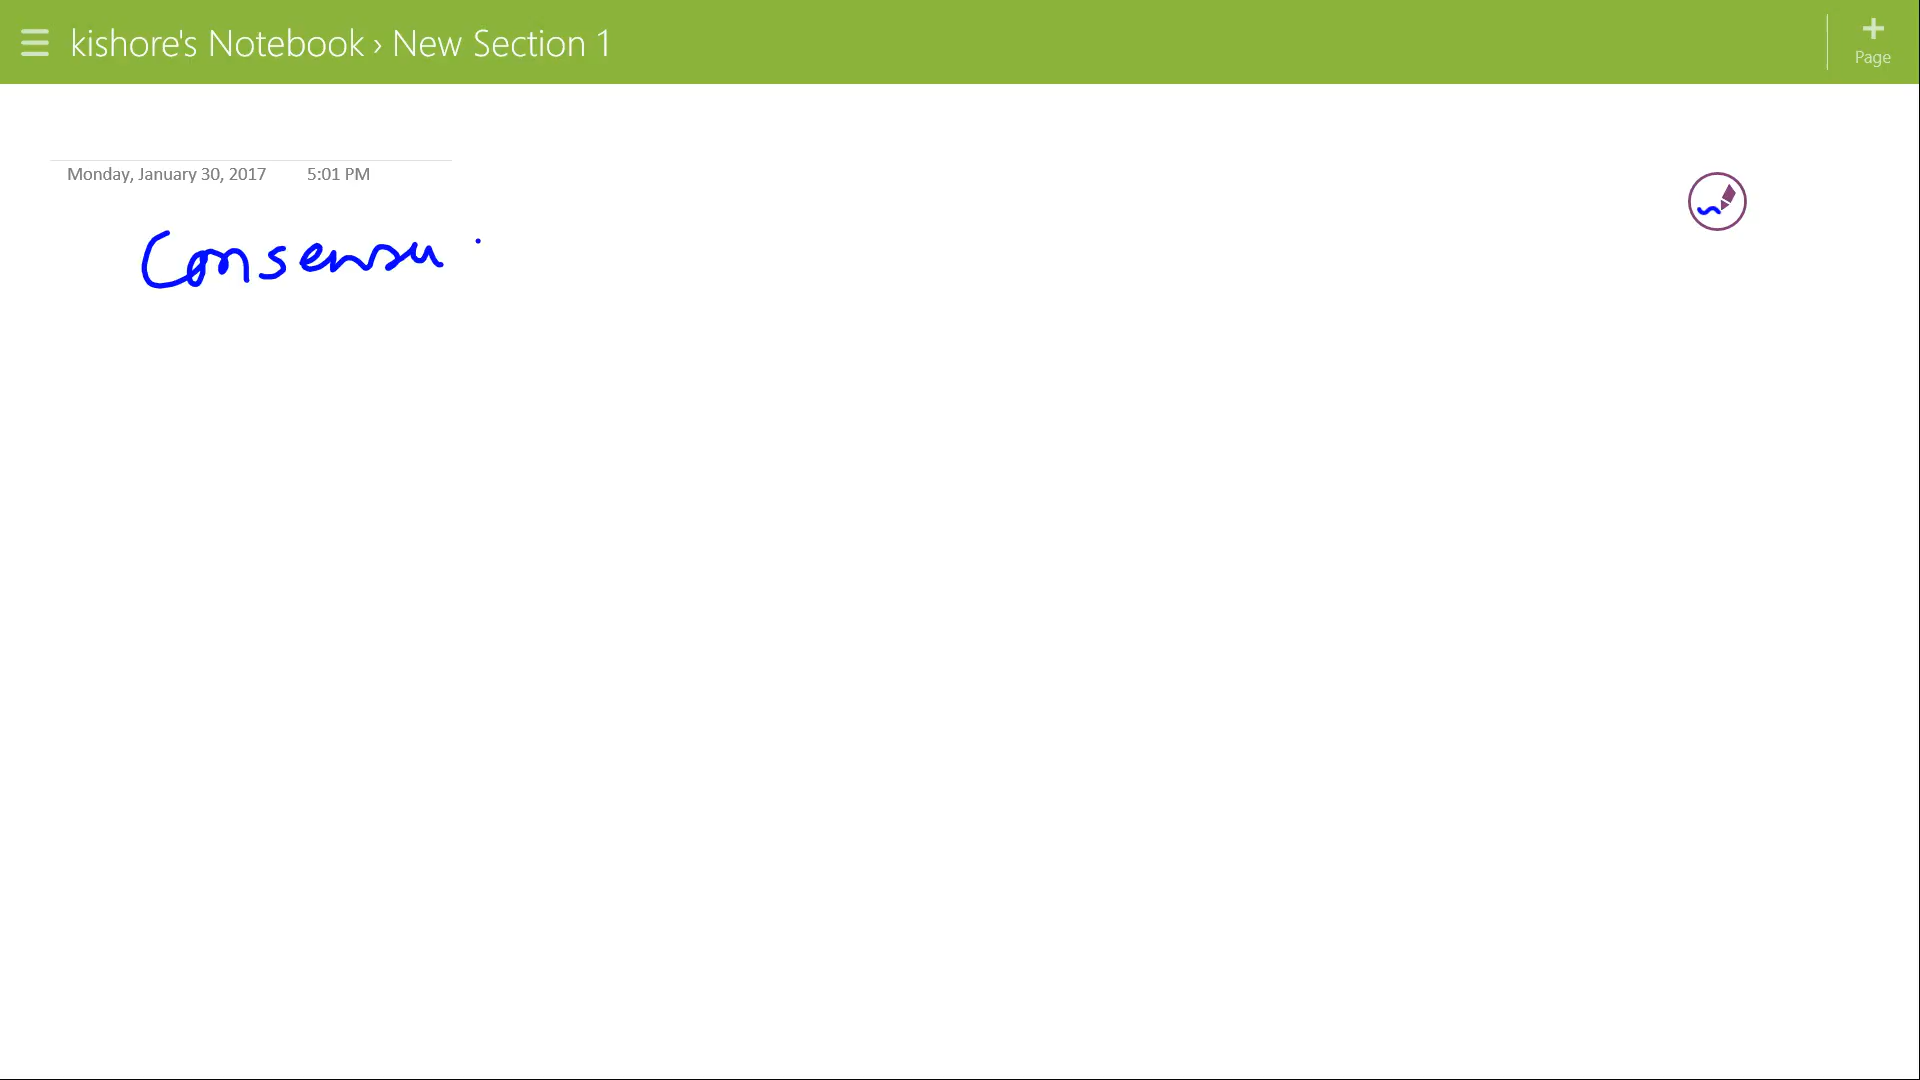 kishore's Notebook › New Section 1
Page
Monday, January 30, 2017 5:01 PM
Consensu